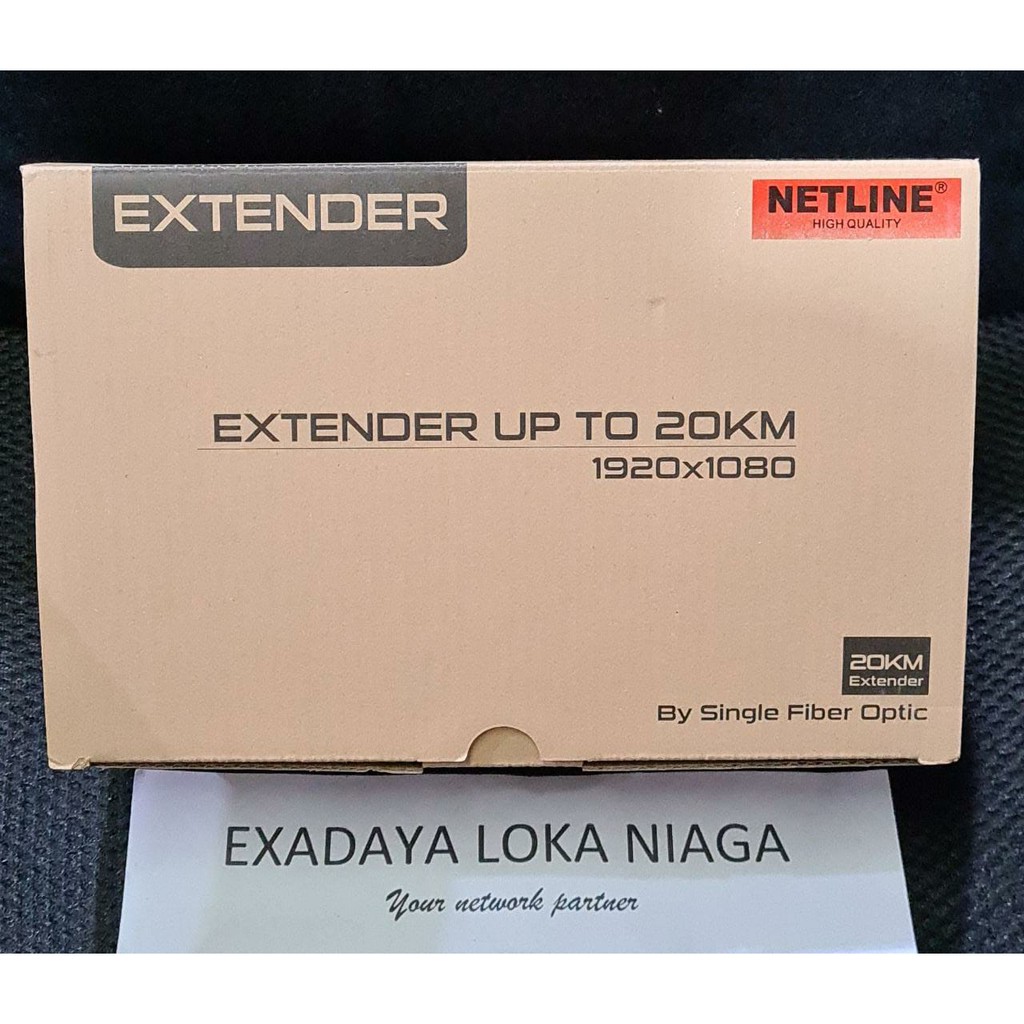 EXTENDER
NETLINE®
HIGH QUALITY
EXTENDER UP TO 20KM
1920x1080
20KM
Extender
By Single Fiber Optic
EXADAYA LOKA NIAGA
Your network partner